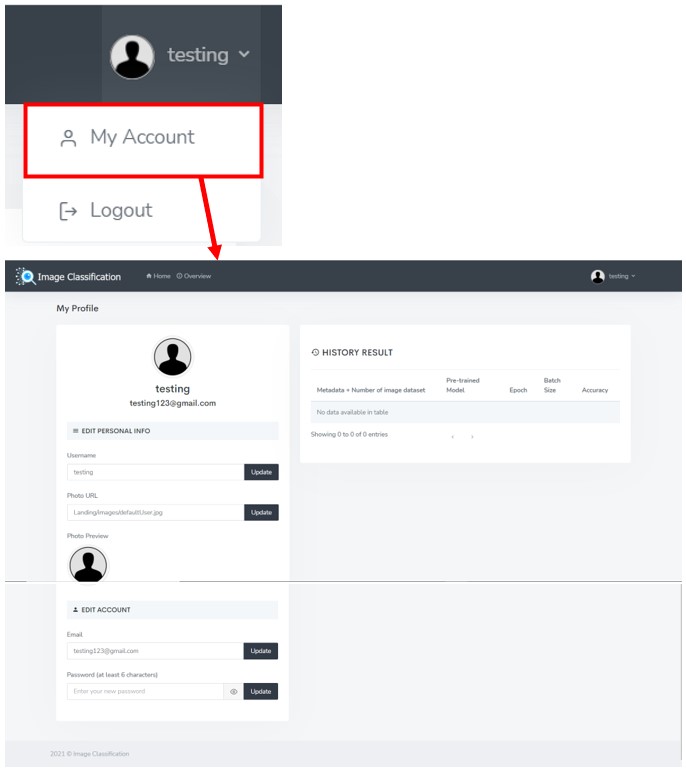 testing
My Account
Logout
Image Classification Home Overview testing
My Profile
testing
testing123@gmail.com
EDIT PERSONAL INFO
Username
testing Update
Photo URL
Landing/images/defaultUser.jpg Update
Photo Preview
EDIT ACCOUNT
Email
testing123@gmail.com Update
Password (at least 6 characters)
Enter your new password Update
HISTORY RESULT
Metadata + Number of image dataset Pre-trained Model Epoch Batch Size Accuracy
No data available in table
Showing 0 to 0 of 0 entries
2021 © Image Classification